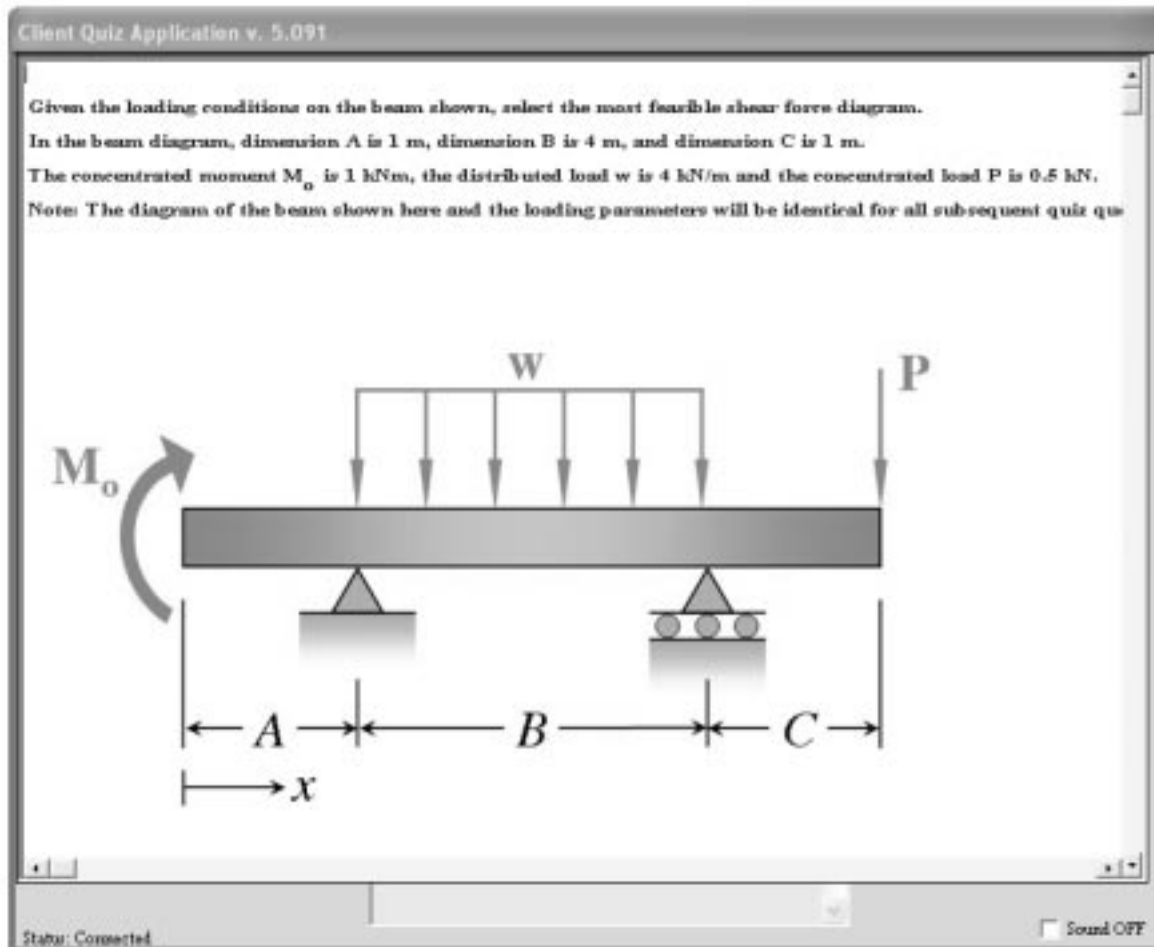 Client Quiz Application v. 5.091
Given the loading conditions on the beam shown, select the most feasible shear force diagram.
In the beam diagram, dimension A is 1 m, dimension B is 4 m, and dimension C is 1 m.
The concentrated moment Mo is 1 kNm, the distributed load w is 4 kN/m and the concentrated load P is 0.5 kN.
Note: The diagram of the beam shown here and the loading parameters will be identical for all subsequent quiz que
w
P
Mo
A
B
C
x
Status: Connected
Sound OFF